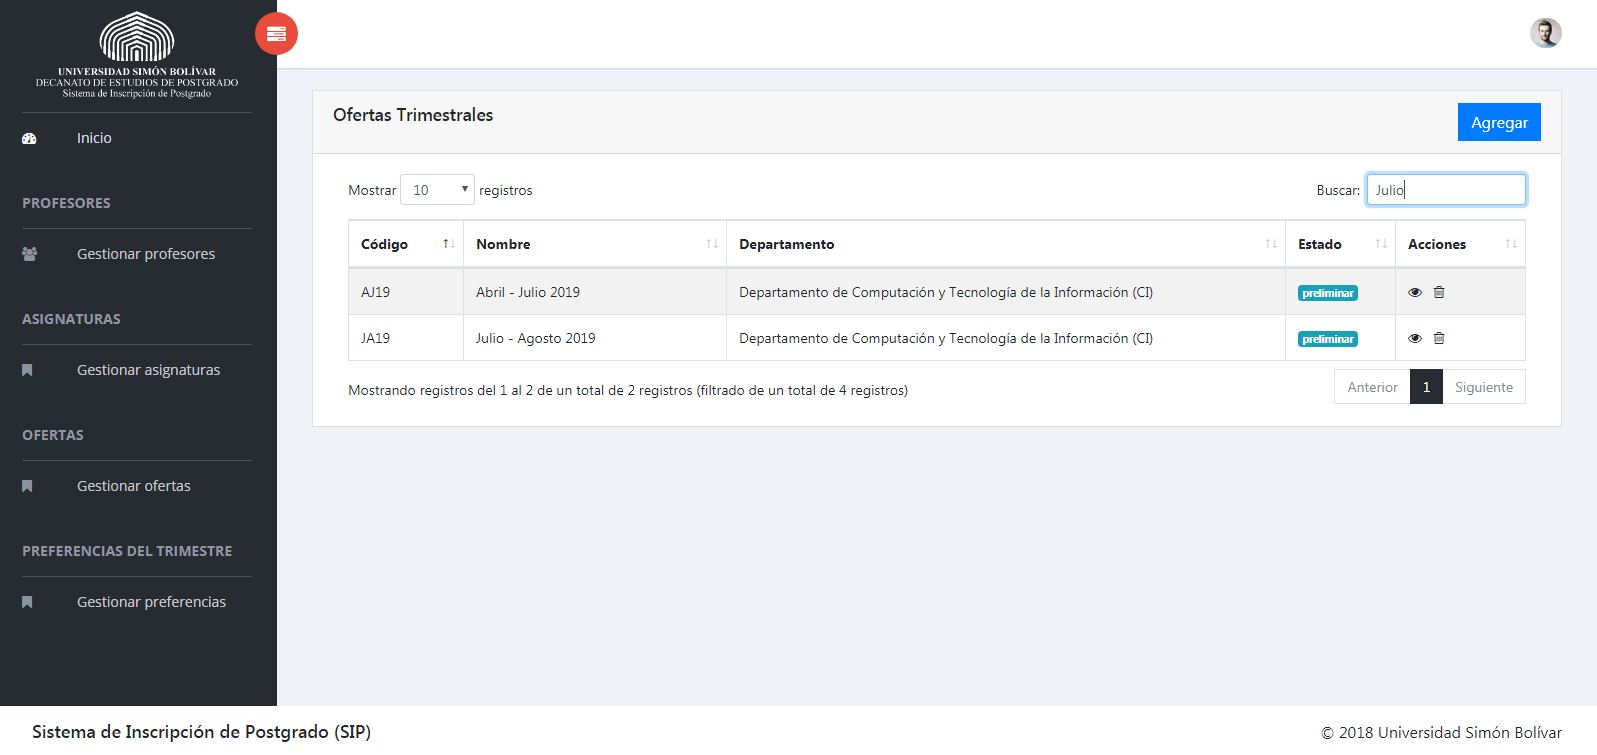 UNIVERSIDAD SIMÓN BOLÍVAR
DECANATO DE ESTUDIOS DE POSTGRADO
Sistema de Inscripción de Postgrado
Inicio
PROFESORES
Gestionar profesores
ASIGNATURAS
Gestionar asignaturas
OFERTAS
Gestionar ofertas
PREFERENCIAS DEL TRIMESTRE
Gestionar preferencias
Ofertas Trimestrales
Agregar
Mostrar 10 registros
Buscar: Julio
Código Nombre Departamento Estado Acciones
AJ19 Abril - Julio 2019 Departamento de Computación y Tecnología de la Información (CI) preliminar
JA19 Julio - Agosto 2019 Departamento de Computación y Tecnología de la Información (CI) preliminar
Mostrando registros del 1 al 2 de un total de 2 registros (filtrado de un total de 4 registros)
Anterior 1 Siguiente
Sistema de Inscripción de Postgrado (SIP)
© 2018 Universidad Simón Bolívar